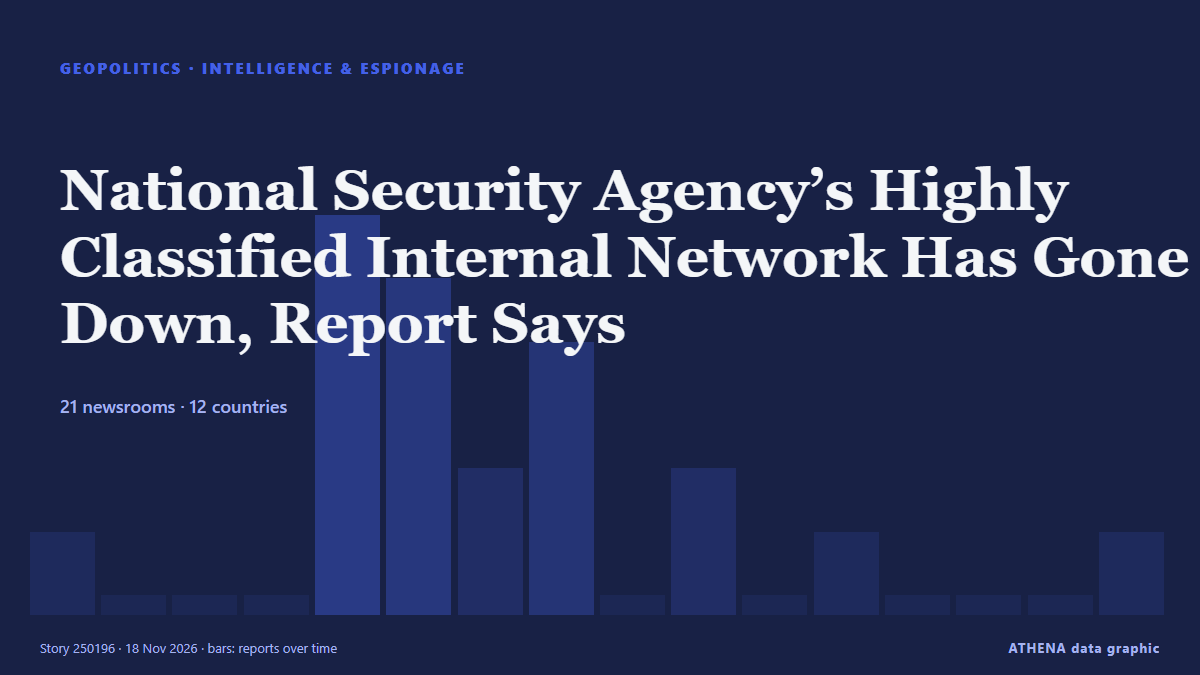 GEOPOLITICS · INTELLIGENCE & ESPIONAGE
National Security Agency’s Highly
Classified Internal Network Has Gone
Down, Report Says
21 newsrooms · 12 countries
Story 250196 · 18 Nov 2026 · bars: reports over time
ATHENA data graphic